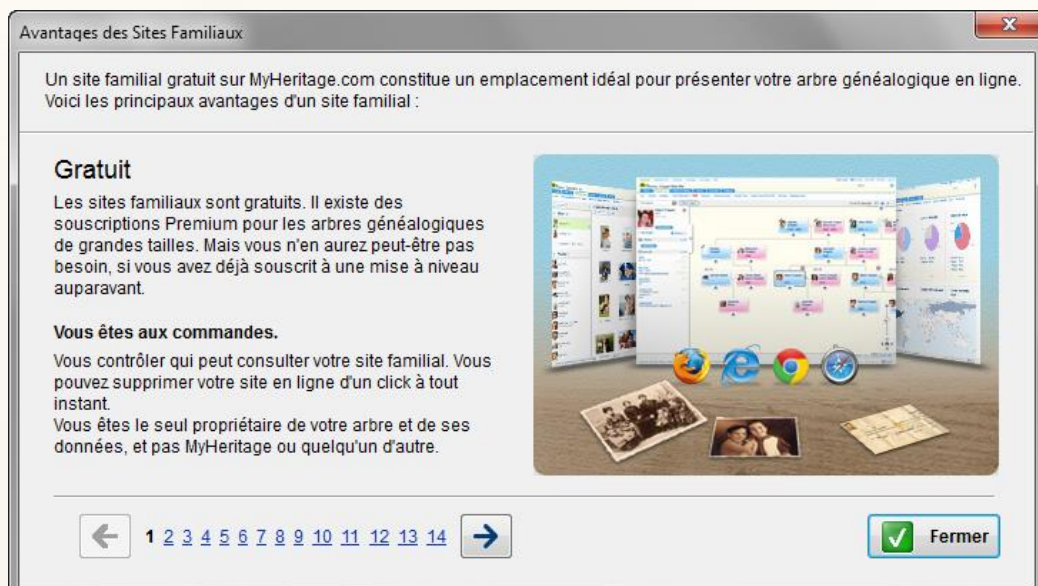 Avantages des Sites Familiaux
Un site familial gratuit sur MyHeritage.com constitue un emplacement idéal pour présenter votre arbre généalogique en ligne.
Voici les principaux avantages d'un site familial :
Gratuit
Les sites familiaux sont gratuits. Il existe des
souscriptions Premium pour les arbres généalogiques
de grandes tailles. Mais vous n'en aurez peut-être pas
besoin, si vous avez déjà souscrit à une mise à niveau
auparavant.
Vous êtes aux commandes.
Vous contrôler qui peut consulter votre site familial. Vous
pouvez supprimer votre site en ligne d'un click à tout
instant.
Vous êtes le seul propriétaire de votre arbre et de ses
données, et pas MyHeritage ou quelqu'un d'autre.
1 2 3 4 5 6 7 8 9 10 11 12 13 14
Fermer